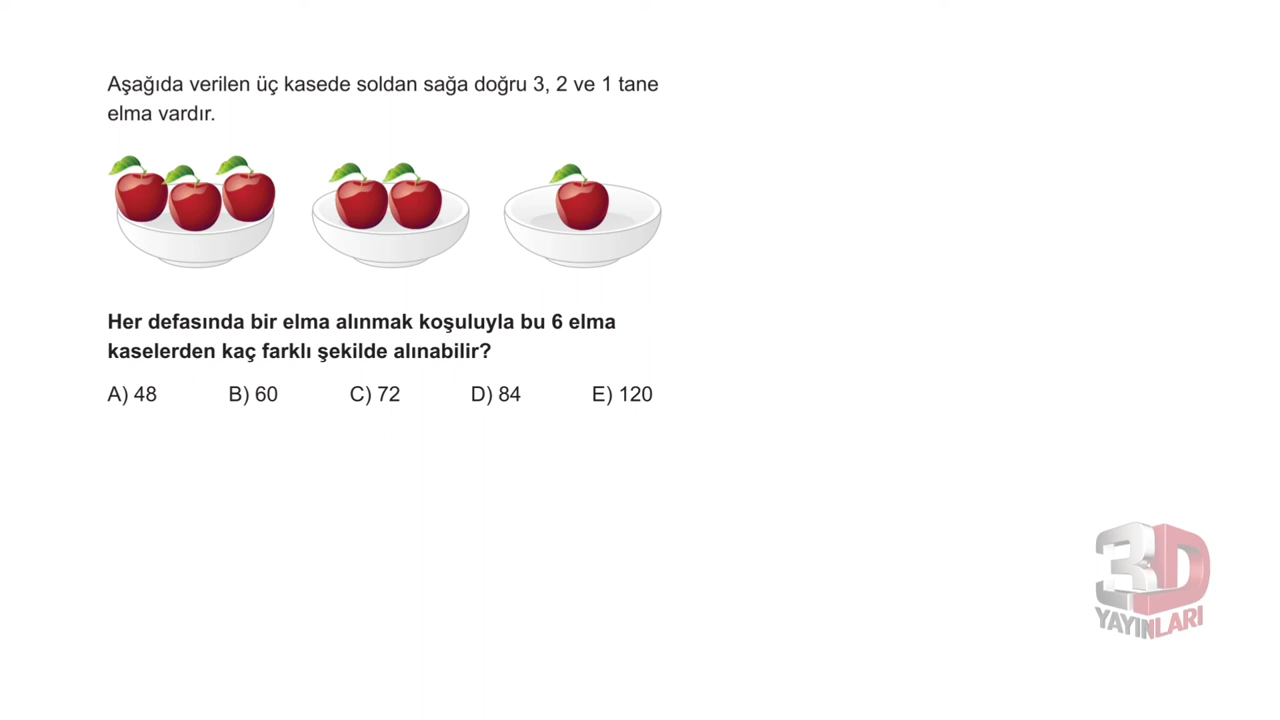 Aşağıda verilen üç kasede soldan sağa doğru 3, 2 ve 1 tane
elma vardır.
Her defasında bir elma alınmak koşuluyla bu 6 elma
kaselerden kaç farklı şekilde alınabilir?
A) 48 B) 60 C) 72 D) 84 E) 120
3D
YAYINLARI